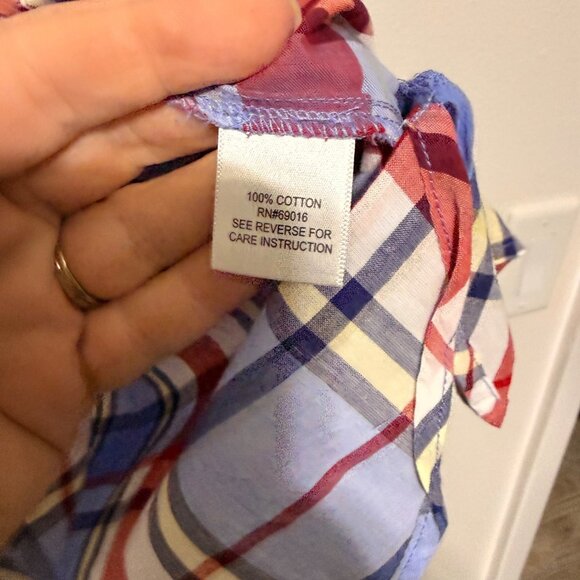 100% COTTON
RN#69016
SEE REVERSE FOR
CARE INSTRUCTION